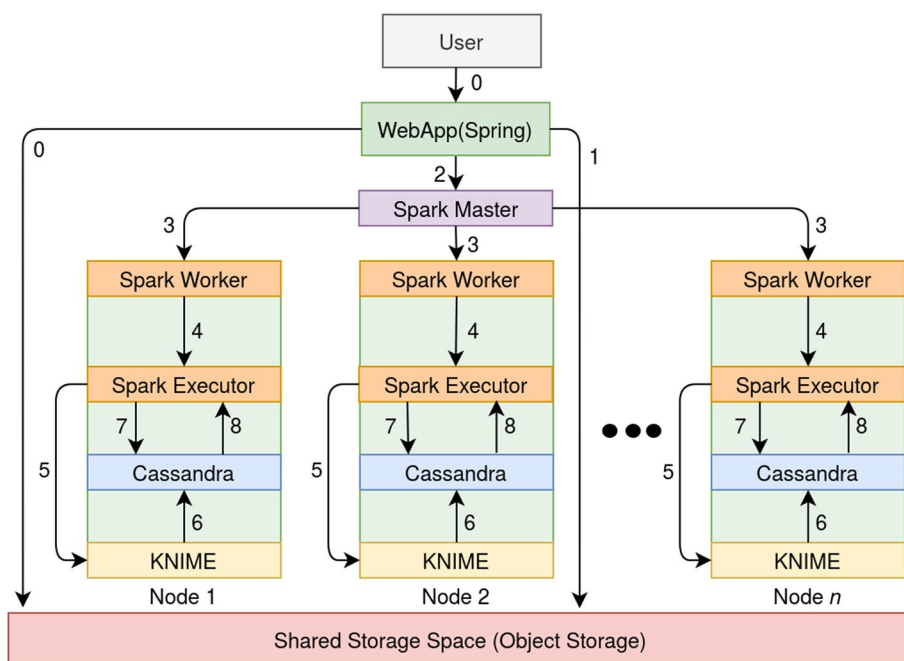 User
0
WebApp(Spring)
0
1
2
Spark Master
3
3
3
Spark Worker
Spark Worker
Spark Worker
4
4
4
Spark Executor
Spark Executor
Spark Executor
7
8
7
8
7
8
5
5
5
Cassandra
Cassandra
Cassandra
6
6
6
KNIME
KNIME
KNIME
Node 1
Node 2
Node n
Shared Storage Space (Object Storage)